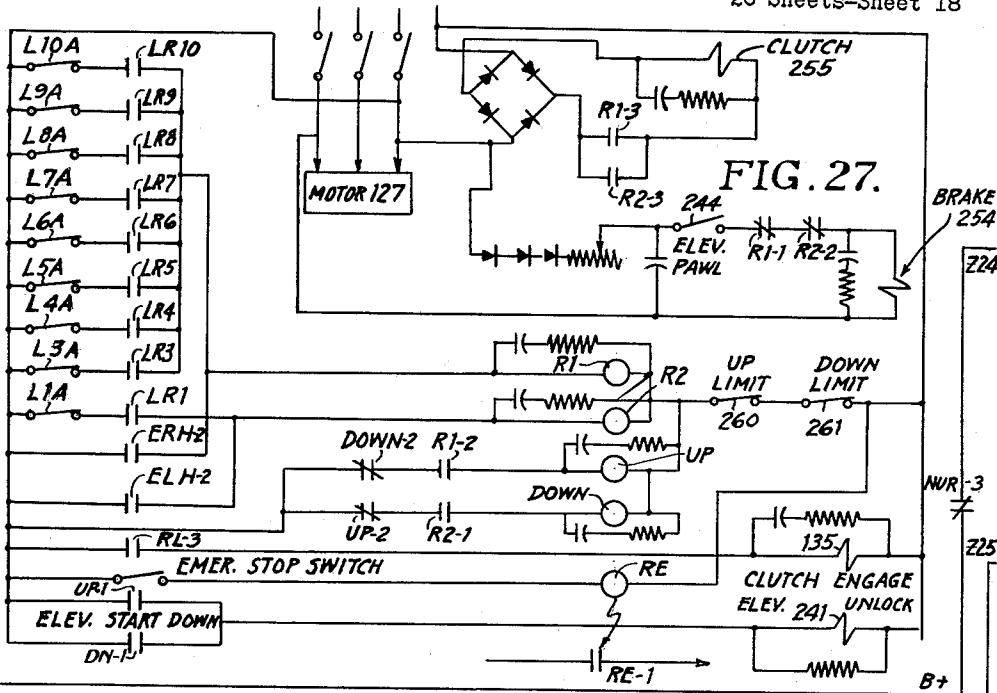 20 Sheets-Sheet 18
L10A LR10
L9A LR9
L8A LR8
L7A LR7
L6A LR6
L5A LR5
L4A LR4
L3A LR3
L1A LR1
ERH-2
ELH-2
RL-3
EMER. STOP SWITCH
UP1
ELEV. START DOWN
DN-1
MOTOR 127
CLUTCH
255
R1-3
R2-3
FIG. 27.
244
ELEV.
PAWL
R1-1 R2-2
BRAKE
254
Z24
R1
R2
UP
LIMIT
260
DOWN
LIMIT
261
DOWN-2 R1-2
UP
DOWN
UP-2 R2-1
NUR-3
Z25
135
RE
CLUTCH ENGAGE
ELEV. 241 UNLOCK
RE-1
B+